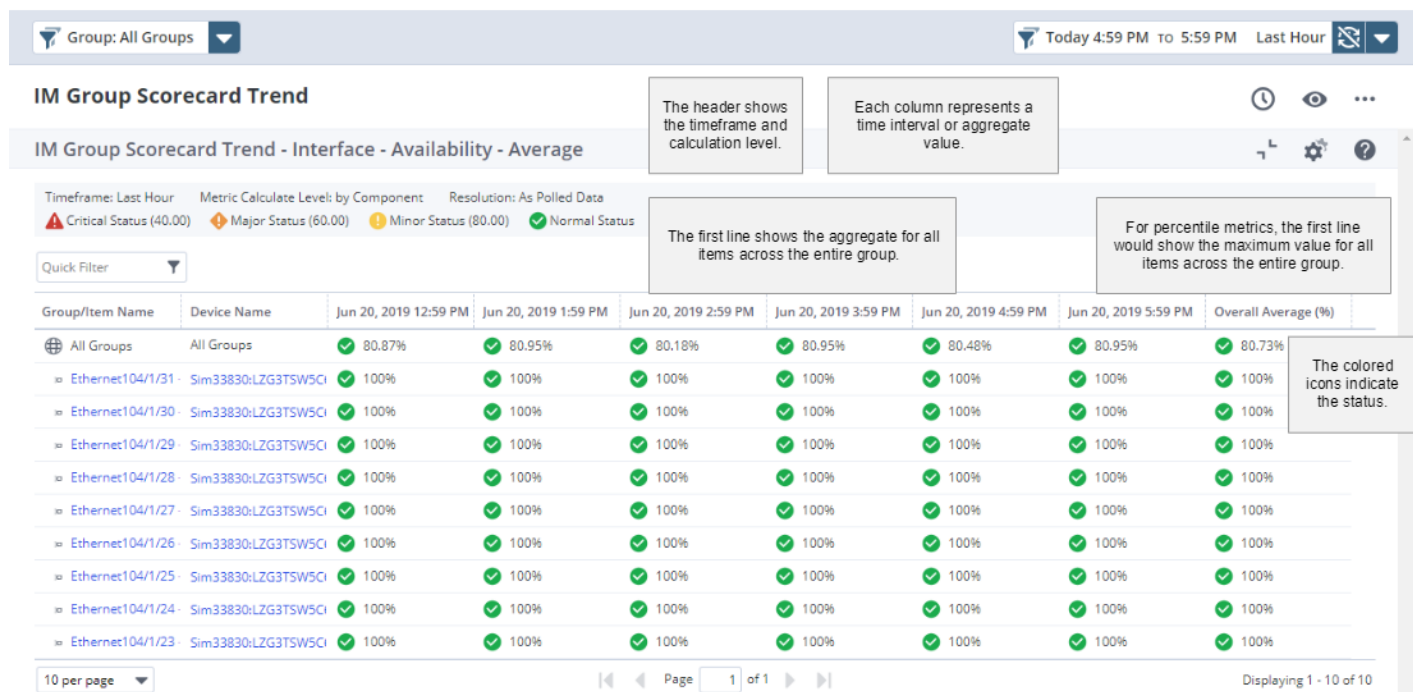 Group: All Groups
Today 4:59 PM TO 5:59 PM Last Hour
IM Group Scorecard Trend
The header shows
the timeframe and
calculation level.
Each column represents a
time interval or aggregate
value.
IM Group Scorecard Trend - Interface - Availability - Average
Timeframe: Last Hour Metric Calculate Level: by Component Resolution: As Polled Data
Critical Status (40.00) Major Status (60.00) Minor Status (80.00) Normal Status
The first line shows the aggregate for all
items across the entire group.
For percentile metrics, the first line
would show the maximum value for all
items across the entire group.
Quick Filter
Group/Item Name Device Name Jun 20, 2019 12:59 PM Jun 20, 2019 1:59 PM Jun 20, 2019 2:59 PM Jun 20, 2019 3:59 PM Jun 20, 2019 4:59 PM Jun 20, 2019 5:59 PM Overall Average (%)
All Groups All Groups 80.87% 80.95% 80.18% 80.95% 80.48% 80.95% 80.73%
The colored
icons indicate
the status.
Ethernet104/1/31 - Sim33830:LZG3TSW5C 100% 100% 100% 100% 100% 100% 100%
Ethernet104/1/30 - Sim33830:LZG3TSW5C 100% 100% 100% 100% 100% 100% 100%
Ethernet104/1/29 - Sim33830:LZG3TSW5C 100% 100% 100% 100% 100% 100% 100%
Ethernet104/1/28 - Sim33830:LZG3TSW5C 100% 100% 100% 100% 100% 100% 100%
Ethernet104/1/27 - Sim33830:LZG3TSW5C 100% 100% 100% 100% 100% 100% 100%
Ethernet104/1/26 - Sim33830:LZG3TSW5C 100% 100% 100% 100% 100% 100% 100%
Ethernet104/1/25 - Sim33830:LZG3TSW5C 100% 100% 100% 100% 100% 100% 100%
Ethernet104/1/24 - Sim33830:LZG3TSW5C 100% 100% 100% 100% 100% 100% 100%
Ethernet104/1/23 - Sim33830:LZG3TSW5C 100% 100% 100% 100% 100% 100% 100%
10 per page Page 1 of 1 Displaying 1 - 10 of 10